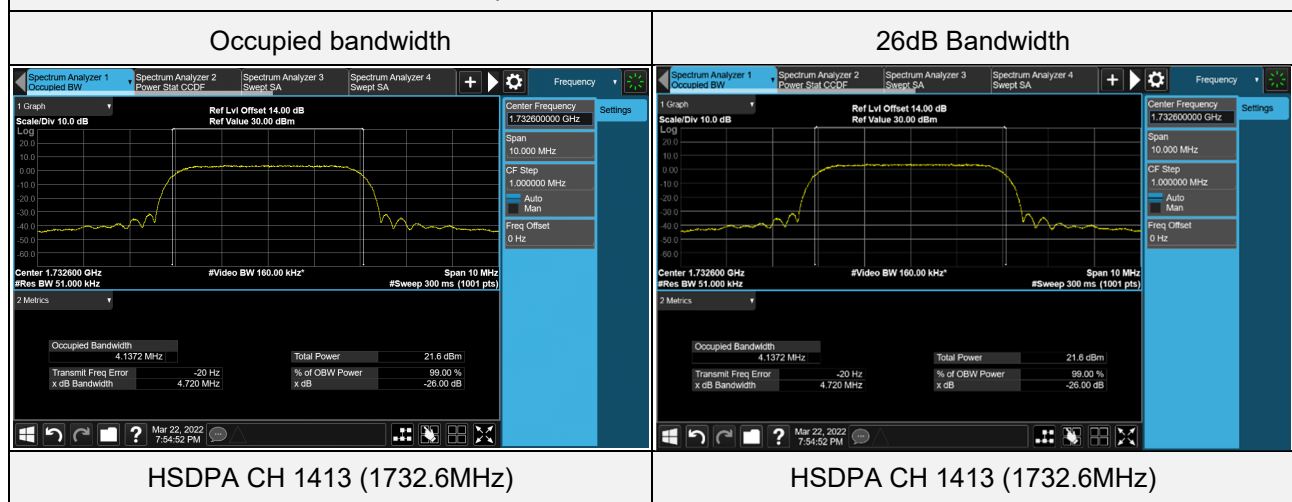 Occupied bandwidth
26dB Bandwidth
Spectrum Analyzer 1
Occupied BW
Spectrum Analyzer 2
Power Stat CCDF
Spectrum Analyzer 3
Swept SA
Spectrum Analyzer 4
Swept SA
+
Frequency
1 Graph
Scale/Div 10.0 dB
Ref Lvl Offset 14.00 dB
Ref Value 30.00 dBm
Log
20.0
10.0
0.00
-10.0
-20.0
-30.0
-40.0
-50.0
-60.0
Center 1.732600 GHz
#Res BW 51.000 kHz
#Video BW 160.00 kHz*
Span 10 MHz
#Sweep 300 ms (1001 pts)
Center Frequency
1.732600000 GHz
Settings
Span
10.000 MHz
CF Step
1.000000 MHz
Auto
Man
Freq Offset
0 Hz
2 Metrics
Occupied Bandwidth
4.1372 MHz
Transmit Freq Error -20 Hz
x dB Bandwidth 4.720 MHz
Total Power 21.6 dBm
% of OBW Power 99.00 %
x dB -26.00 dB
?
Mar 22, 2022
7:54:52 PM
Spectrum Analyzer 1
Occupied BW
Spectrum Analyzer 2
Power Stat CCDF
Spectrum Analyzer 3
Swept SA
Spectrum Analyzer 4
Swept SA
+
Frequency
1 Graph
Scale/Div 10.0 dB
Ref Lvl Offset 14.00 dB
Ref Value 30.00 dBm
Log
20.0
10.0
0.00
-10.0
-20.0
-30.0
-40.0
-50.0
-60.0
Center 1.732600 GHz
#Res BW 51.000 kHz
#Video BW 160.00 kHz*
Span 10 MHz
#Sweep 300 ms (1001 pts)
Center Frequency
1.732600000 GHz
Settings
Span
10.000 MHz
CF Step
1.000000 MHz
Auto
Man
Freq Offset
0 Hz
2 Metrics
Occupied Bandwidth
4.1372 MHz
Transmit Freq Error -20 Hz
x dB Bandwidth 4.720 MHz
Total Power 21.6 dBm
% of OBW Power 99.00 %
x dB -26.00 dB
?
Mar 22, 2022
7:54:52 PM
HSDPA CH 1413 (1732.6MHz)
HSDPA CH 1413 (1732.6MHz)